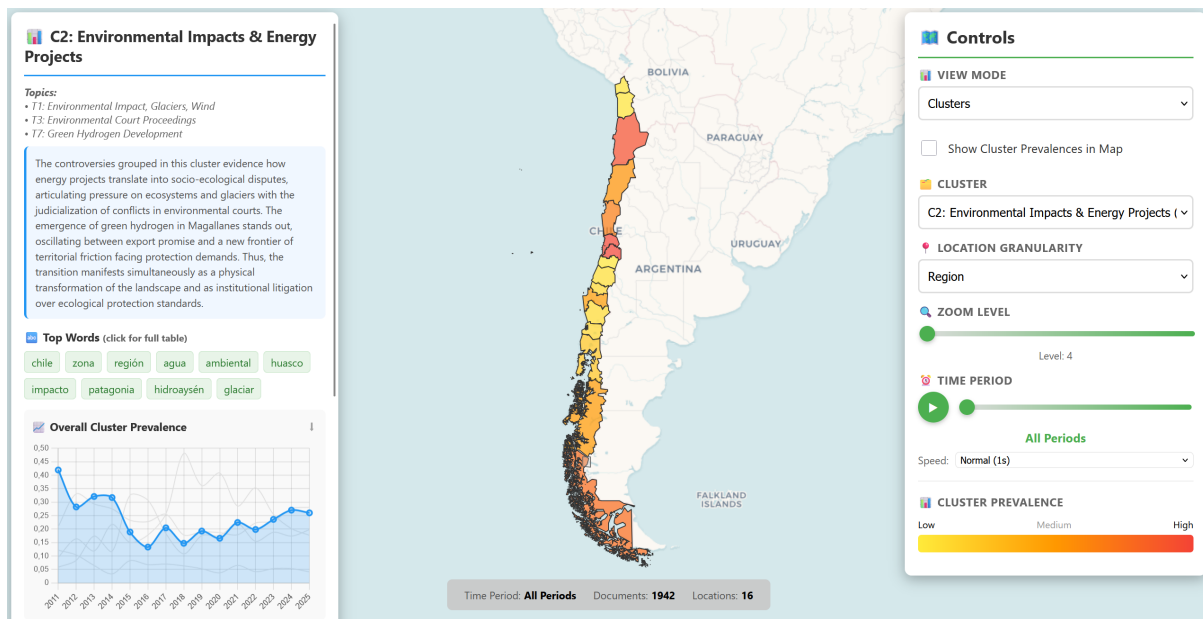 C2: Environmental Impacts & Energy
Projects
Topics:
• T1: Environmental Impact, Glaciers, Wind
• T3: Environmental Court Proceedings
• T7: Green Hydrogen Development
The controversies grouped in this cluster evidence how
energy projects translate into socio-ecological disputes,
articulating pressure on ecosystems and glaciers with the
judicialization of conflicts in environmental courts. The
emergence of green hydrogen in Magallanes stands out,
oscillating between export promise and a new frontier of
territorial friction facing protection demands. Thus, the
transition manifests simultaneously as a physical
transformation of the landscape and as institutional litigation
over ecological protection standards.
abc Top Words (click for full table)
chile zona región agua ambiental huasco
impacto patagonia hidroaysén glaciar
Overall Cluster Prevalence
0,50
0,45
0,40
0,35
0,30
0,25
0,20
0,15
0,10
0,05
0
2011 2012 2013 2014 2015 2016 2017 2018 2019 2020 2021 2022 2023 2024 2025
BOLIVIA
PARAGUAY
CHILE
URUGUAY
ARGENTINA
FALKLAND
ISLANDS
Time Period: All Periods Documents: 1942 Locations: 16
Controls
VIEW MODE
Clusters
Show Cluster Prevalences in Map
CLUSTER
C2: Environmental Impacts & Energy Projects (
LOCATION GRANULARITY
Region
ZOOM LEVEL
Level: 4
TIME PERIOD
All Periods
Speed: Normal (1s)
CLUSTER PREVALENCE
Low Medium High